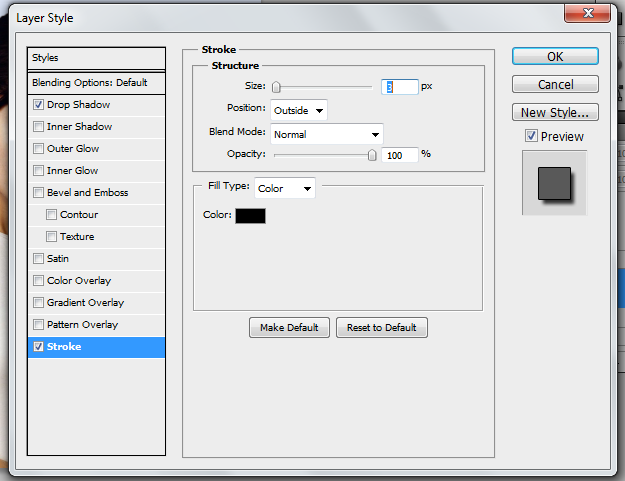 Layer Style
Styles
Blending Options: Default
Drop Shadow
Inner Shadow
Outer Glow
Inner Glow
Bevel and Emboss
Contour
Texture
Satin
Color Overlay
Gradient Overlay
Pattern Overlay
Stroke
Stroke
Structure
Size: 3 px
Position: Outside
Blend Mode: Normal
Opacity: 100 %
Fill Type: Color
Color:
Make Default Reset to Default
OK
Cancel
New Style...
Preview